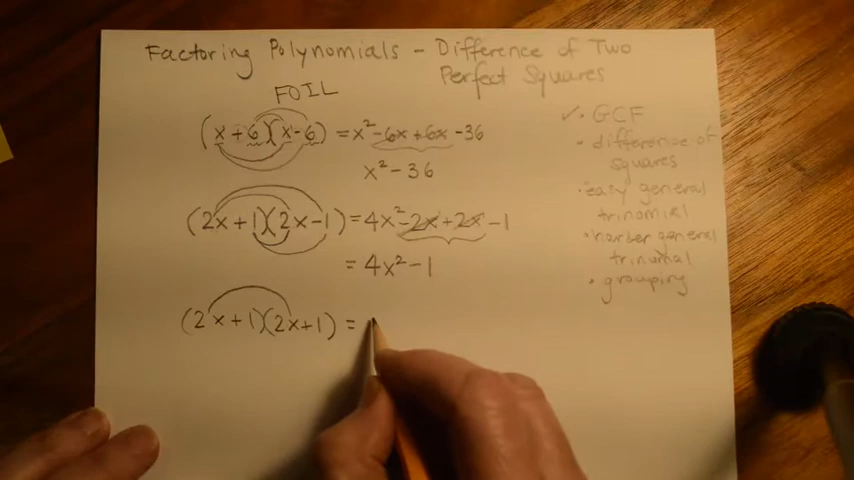 Factoring Polynomials - Difference of Two
Perfect Squares
FOIL
(x+6)(x-6) = x²-6x+6x-36
x²-36
(2x+1)(2x-1) = 4x²-2x+2x-1
= 4x²-1
(2x+1)(2x+1) =
✓ • GCF
• difference of
squares
• easy general
trinomial
• harder general
trinomial
• grouping